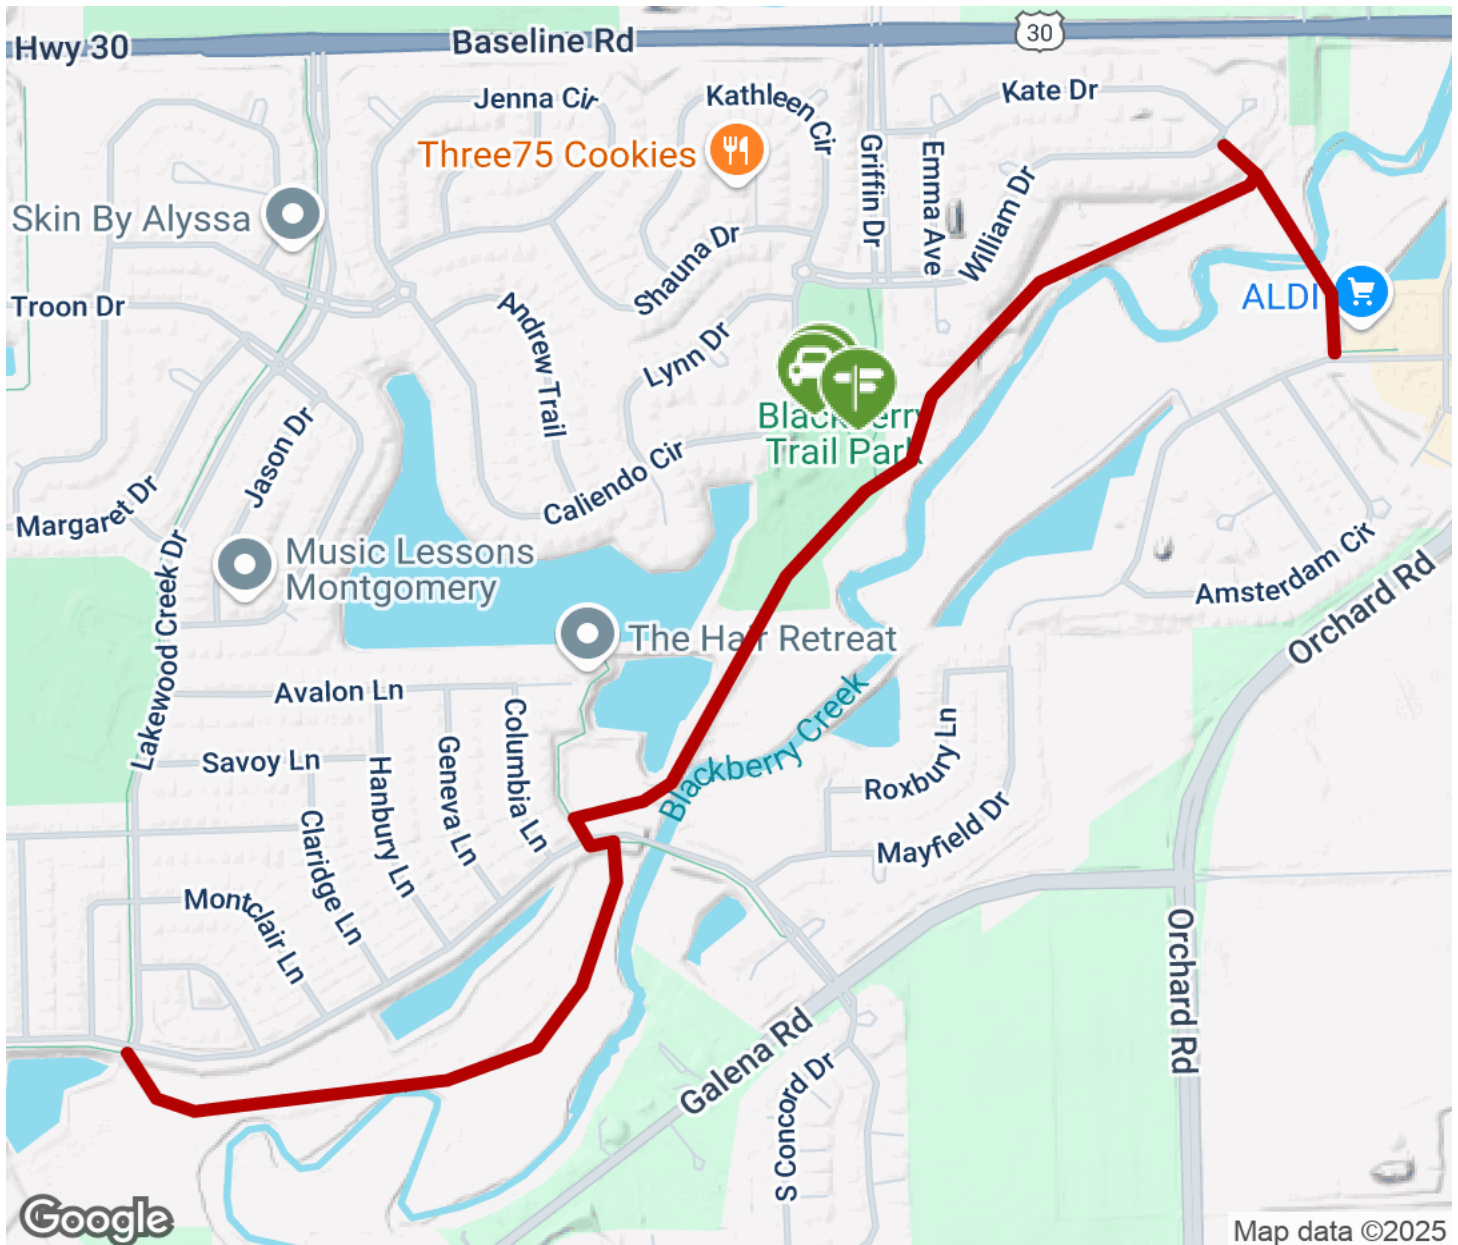 Hwy 30
Baseline Rd
30
Jenna Cir
Kathleen Cir
Kate Dr
Three75 Cookies
Griffin Dr
Emma Ave
William Dr
Skin By Alyssa
Shauna Dr
Troon Dr
Andrew Trail
Lynn Dr
ALDI
Blackberry
Trail Park
Jason Dr
Caliendo Cir
Margaret Dr
Lakewood Creek Dr
Music Lessons
Montgomery
Amsterdam Cir
Orchard Rd
The Hair Retreat
Avalon Ln
Columbia Ln
Blackberry Creek
Roxbury Ln
Savoy Ln
Hanbury Ln
Geneva Ln
Claridge Ln
Mayfield Dr
Montclair Ln
Orchard Rd
Galena Rd
S Concord Dr
Google
Map data ©2025